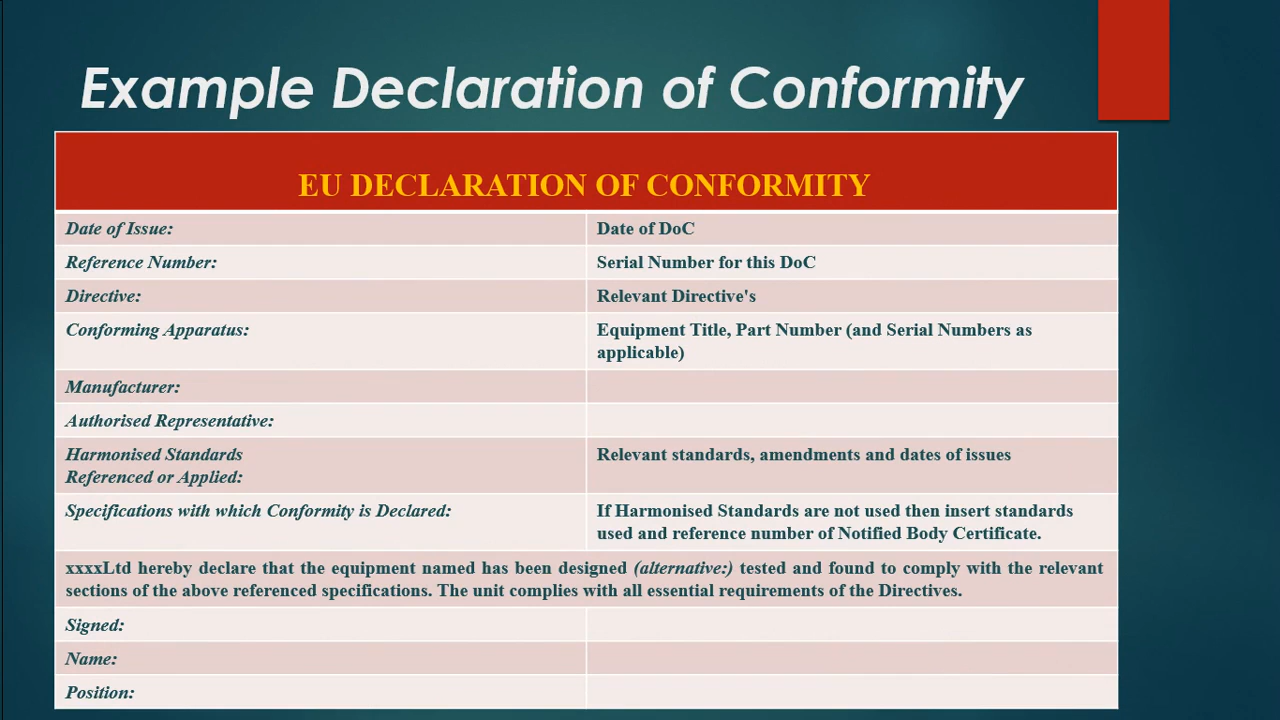 Example Declaration of Conformity
EU DECLARATION OF CONFORMITY
Date of Issue:
Date of DoC
Reference Number:
Serial Number for this DoC
Directive:
Relevant Directive's
Conforming Apparatus:
Equipment Title, Part Number (and Serial Numbers as
applicable)
Manufacturer:
Authorised Representative:
Harmonised Standards
Referenced or Applied:
Relevant standards, amendments and dates of issues
Specifications with which Conformity is Declared:
If Harmonised Standards are not used then insert standards
used and reference number of Notified Body Certificate.
xxxxLtd hereby declare that the equipment named has been designed (alternative:) tested and found to comply with the relevant
sections of the above referenced specifications. The unit complies with all essential requirements of the Directives.
Signed:
Name:
Position: